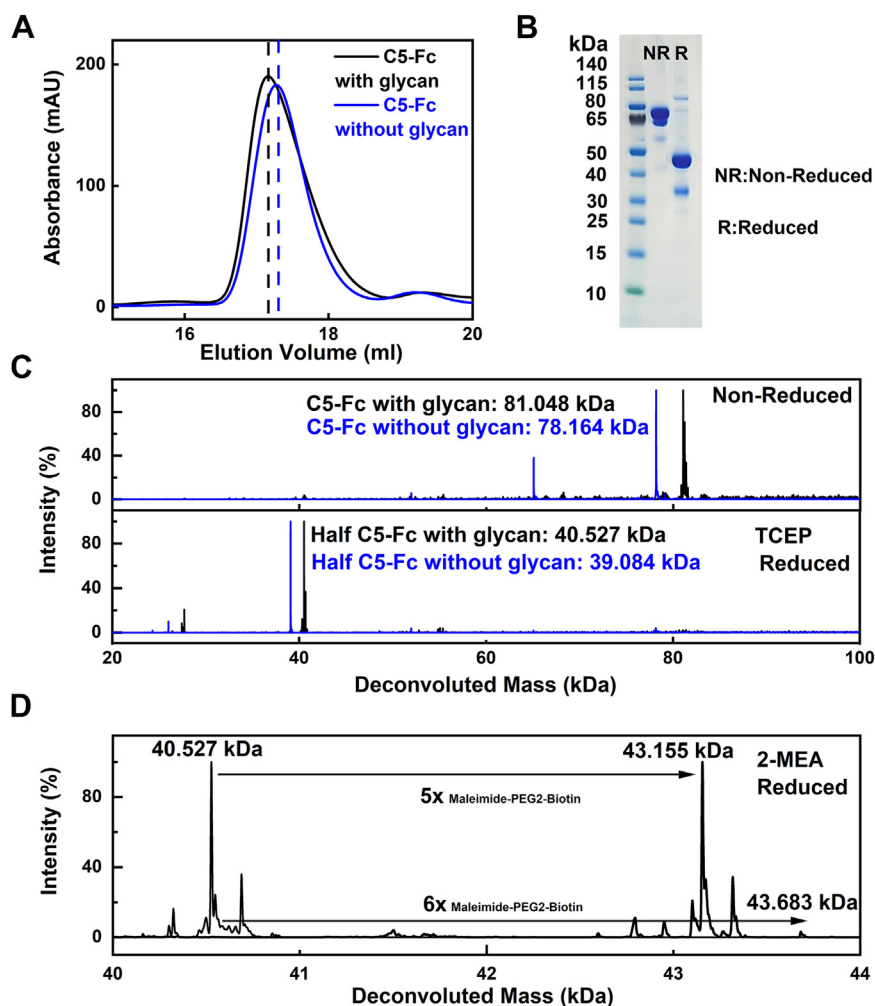 A
200
100
0
16
18
20
Absorbance (mAU)
Elution Volume (ml)
C5-Fc
with glycan
C5-Fc
without glycan
B
kDa
NR R
140
115
80
65
50
40
30
25
15
10
NR:Non-Reduced
R:Reduced
C
Non-Reduced
C5-Fc with glycan: 81.048 kDa
C5-Fc without glycan: 78.164 kDa
80
40
0
TCEP
Reduced
Half C5-Fc with glycan: 40.527 kDa
Half C5-Fc without glycan: 39.084 kDa
80
40
0
Intensity (%)
20
40
60
80
100
Deconvoluted Mass (kDa)
D
40.527 kDa
43.155 kDa
2-MEA
Reduced
5x Maleimide-PEG2-Biotin
6x Maleimide-PEG2-Biotin
43.683 kDa
80
40
0
Intensity (%)
40
41
42
43
44
Deconvoluted Mass (kDa)